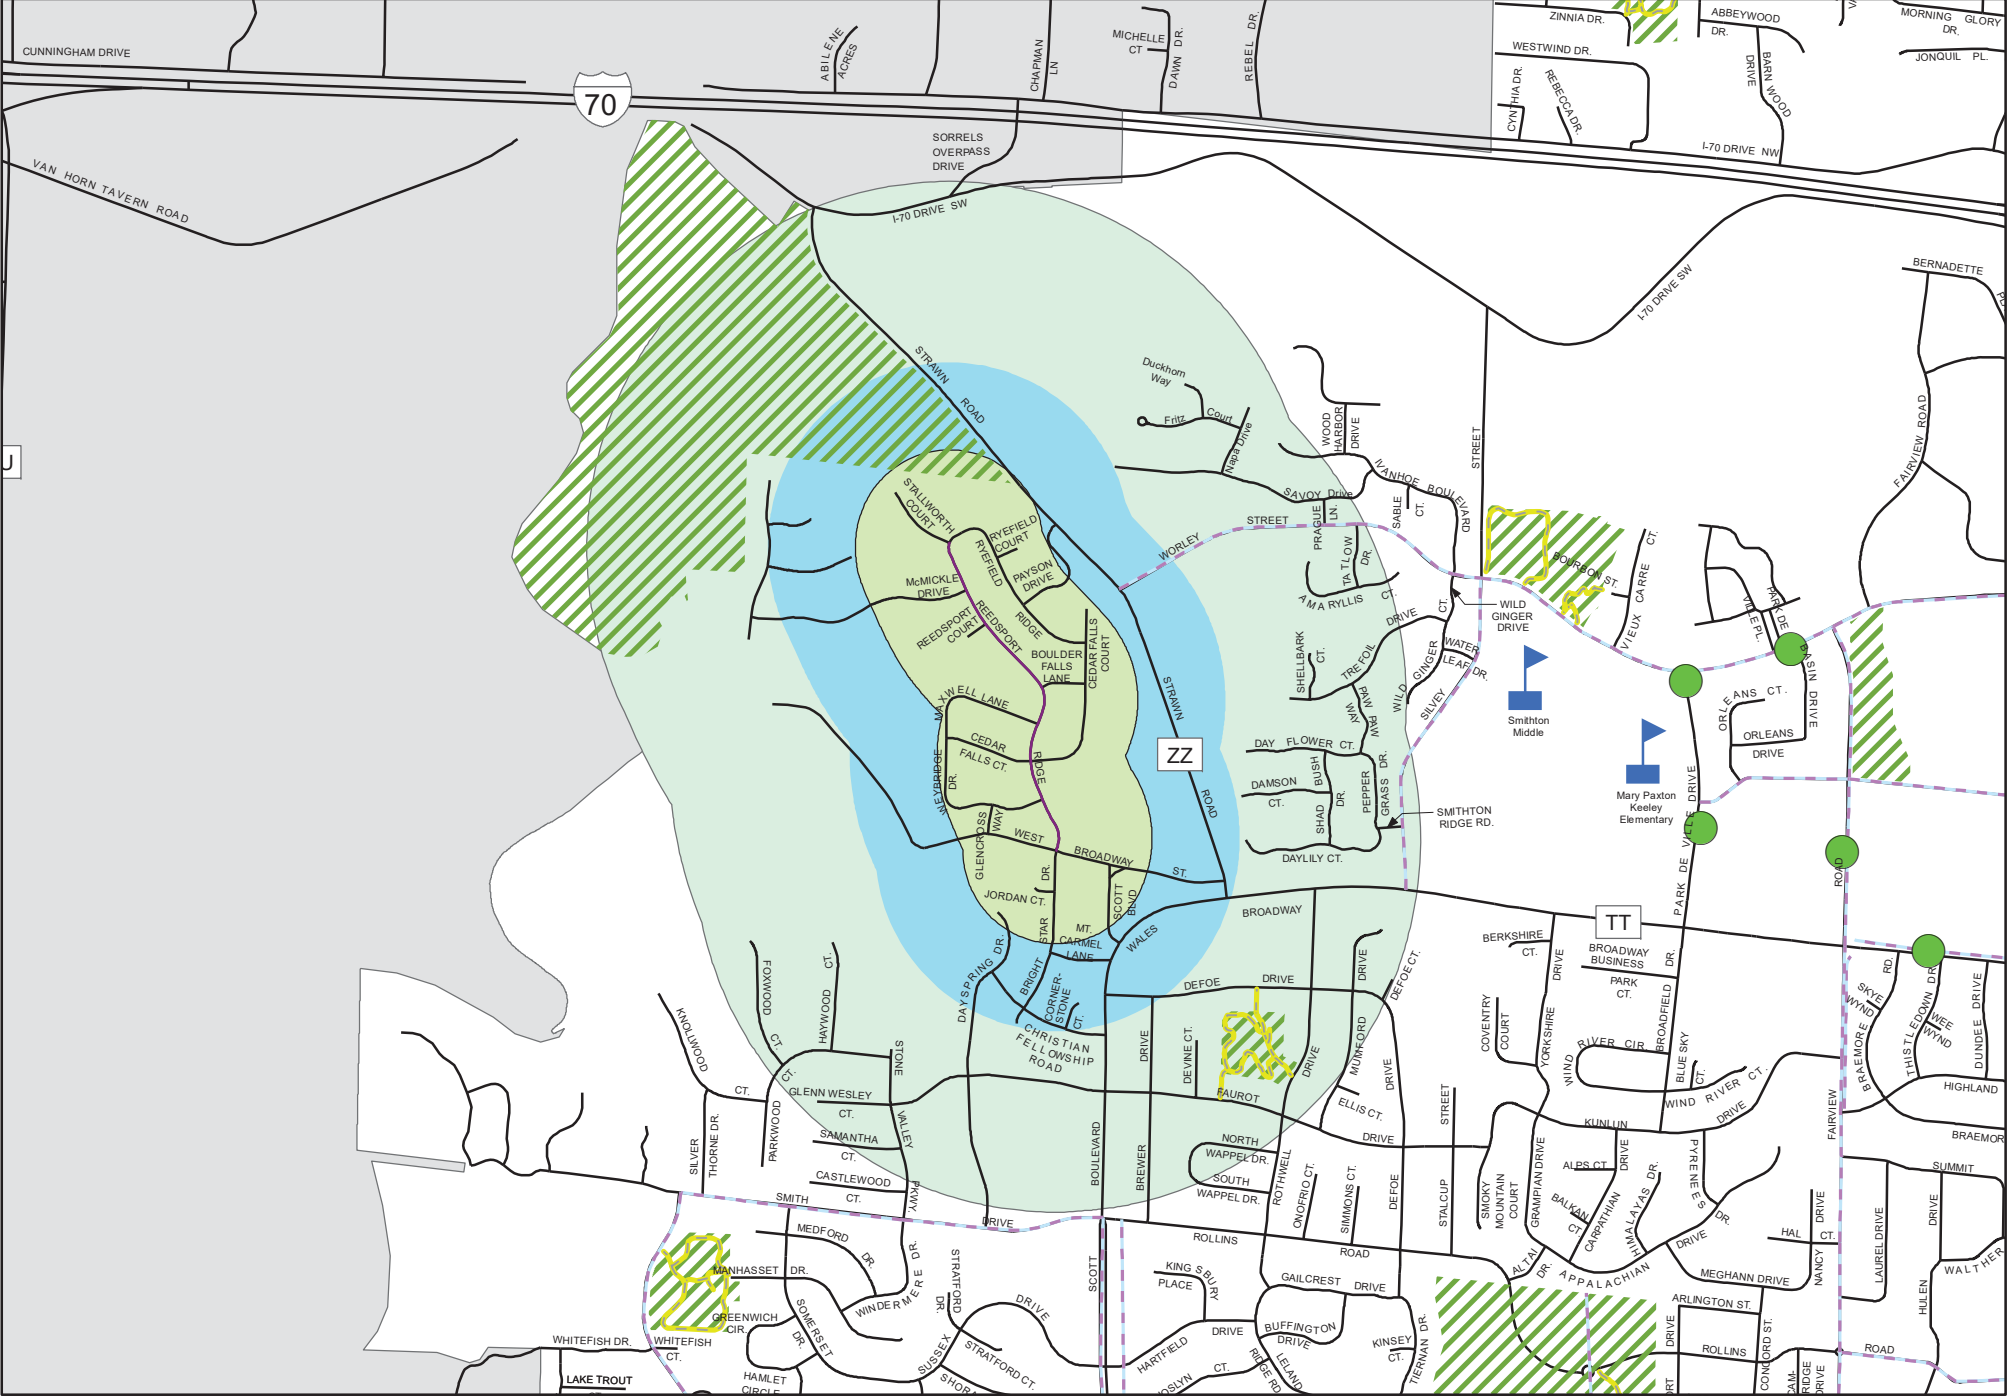 CUNNINGHAM DRIVE
70
ABILENE
ACRES
CHAPMAN
LN
MICHELLE
CT
DAWN DR.
REBEL DR.
ZINNIA DR.
WESTWIND DR.
CYNTHIA DR.
REBECCA DR.
ABBEYWOOD
DR.
BARN WOOD
DRIVE
MORNING GLORY
DR.
JONQUIL PL.
I-70 DRIVE NW
SORRELS
OVERPASS
DRIVE
VAN HORN TAVERN ROAD
I-70 DRIVE SW
I-70 DRIVE SW
BERNADETTE
STRAWN
ROAD
Duckhorn
Way
Fritz Court
Napa Drive
WOOD
HARBOR
DRIVE
STREET
FAIRVIEW ROAD
IVANHOE BOULEVARD
SAVOY Drive
SABLE
CT.
PRAGUE
LN.
WORLEY STREET
TATLOW
DR.
AMARYLLIS CT.
BOURBON ST.
VIEUX CARRE CT.
VILLE PL.
PARK DE
STALLWORTH
COURT
RYEFIELD
COURT
RYEFIELD
PAYSON
DRIVE
RIDGE
McMICKLE
DRIVE
REEDSPORT
COURT
REEDSPORT
RIDGE
BOULDER
FALLS
LANE
CEDAR FALLS
COURT
MAXWELL LANE
CEDAR
FALLS CT.
WEYBRIDGE
DR.
GLENCROSS
WAY
WEST BROADWAY ST.
STRAWN
ROAD
ZZ
U
SHELLBARK
CT.
TREFOIL
DRIVE
WILD GINGER
CT.
WILD
GINGER
DRIVE
WATER
LEAF DR.
SILVEY
PAW PAW
WAY
DAY FLOWER CT.
DAMSON
CT.
BUSH
SHAD
DR.
PEPPER
GRASS DR.
DAYLILY CT.
SMITHTON
RIDGE RD.
Smithton
Middle
Mary Paxton
Keeley
Elementary
ORLEANS CT.
ORLEANS
DRIVE
BASIN DRIVE
PARK DE VILLE DRIVE
ROAD
TT
JORDAN CT.
STAR
DR.
BRIGHT
SCOTT
BLVD
MT.
CARMEL
LANE
WALES
BROADWAY
DAYSPRING DR.
CORNER-
STONE
CT.
CHRISTIAN
FELLOWSHIP
ROAD
FOXWOOD
CT.
HAYWOOD CT.
KNOLLWOOD
CT.
STONE
VALLEY
PKWY.
GLENN WESLEY
CT.
SAMANTHA
CT.
CASTLEWOOD
CT.
SILVER
THORNE DR.
PARKWOOD
CT.
SMITH
DRIVE
BOULEVARD
BREWER
DRIVE
DEFOE DRIVE
DEVINE CT.
FAUROT
DRIVE
DRIVE
MUMFORD
DRIVE
DEFOE CT.
DRIVE
DEFOE
ELLIS CT.
NORTH
WAPPEL DR.
SOUTH
WAPPEL DR.
ROTHWELL
ONOFRIO CT.
SIMMONS CT.
STALCUP
STREET
BERKSHIRE
CT.
COVENTRY
COURT
YORKSHIRE
DRIVE
BROADWAY
BUSINESS
PARK
CT.
BROADFIELD
DR.
WIND RIVER CIR.
BLUE SKY
CT.
WIND RIVER CT.
KUNLUN
DRIVE
SMOKY
MOUNTAIN
COURT
GRAMPIAN DRIVE
ALPS CT.
BALKAN
CT.
CARPATHIAN
DRIVE
HIMALAYAS DR.
PYRENEES
DR.
ALTAI
DR.
APPALACHIAN
DRIVE
SKYE
WYND
RD.
BRAEMORE
THISTLEDOWN DR.
WEE
WYND
DUNDEE DRIVE
HIGHLAND
BRAEMOR
FAIRVIEW
SUMMIT
HAL CT.
NANCY
DRIVE
LAUREL DRIVE
HULEN
DRIVE
WALTHER
MEGHANN DRIVE
ARLINGTON ST.
ROLLINS
ROAD
CONCORD ST.
CAM-
RIDGE
DRIVE
DRIVE
MEDFORD
DR.
MANHASSET DR.
GREENWICH
CIR.
SOMERSET
DR.
WINDERMERE DR.
STRATFORD
DR.
DRIVE
SUSSEX
STRATFORD CT.
HAMLET
CIRCLE
WHITEFISH DR.
WHITEFISH
CT.
LAKE TROUT
SCOTT
ROLLINS
ROAD
KINGSBURY
PLACE
GAILCREST DRIVE
DRIVE
HARTFIELD
CT.
BUFFINGTON
DRIVE
RIDGE RD.
LELAND
KINSEY
CT.
TIERNAN DR.